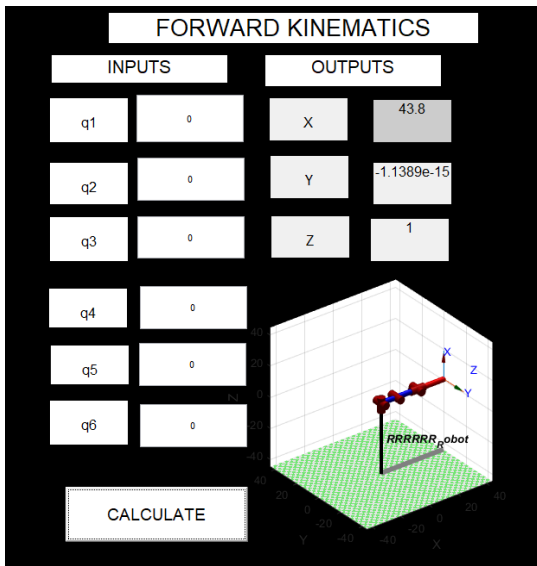 FORWARD KINEMATICS
INPUTS OUTPUTS
q1 0 X 43.8
q2 0 Y -1.1389e-15
q3 0 Z 1
q4 0
q5 0
q6 0
CALCULATE
40
20
0
-20
-40
Z
40
20
0
-20
-40
Y
-40
-20
0
20
40
X
X
Z
Y
RRRRRR_Robot